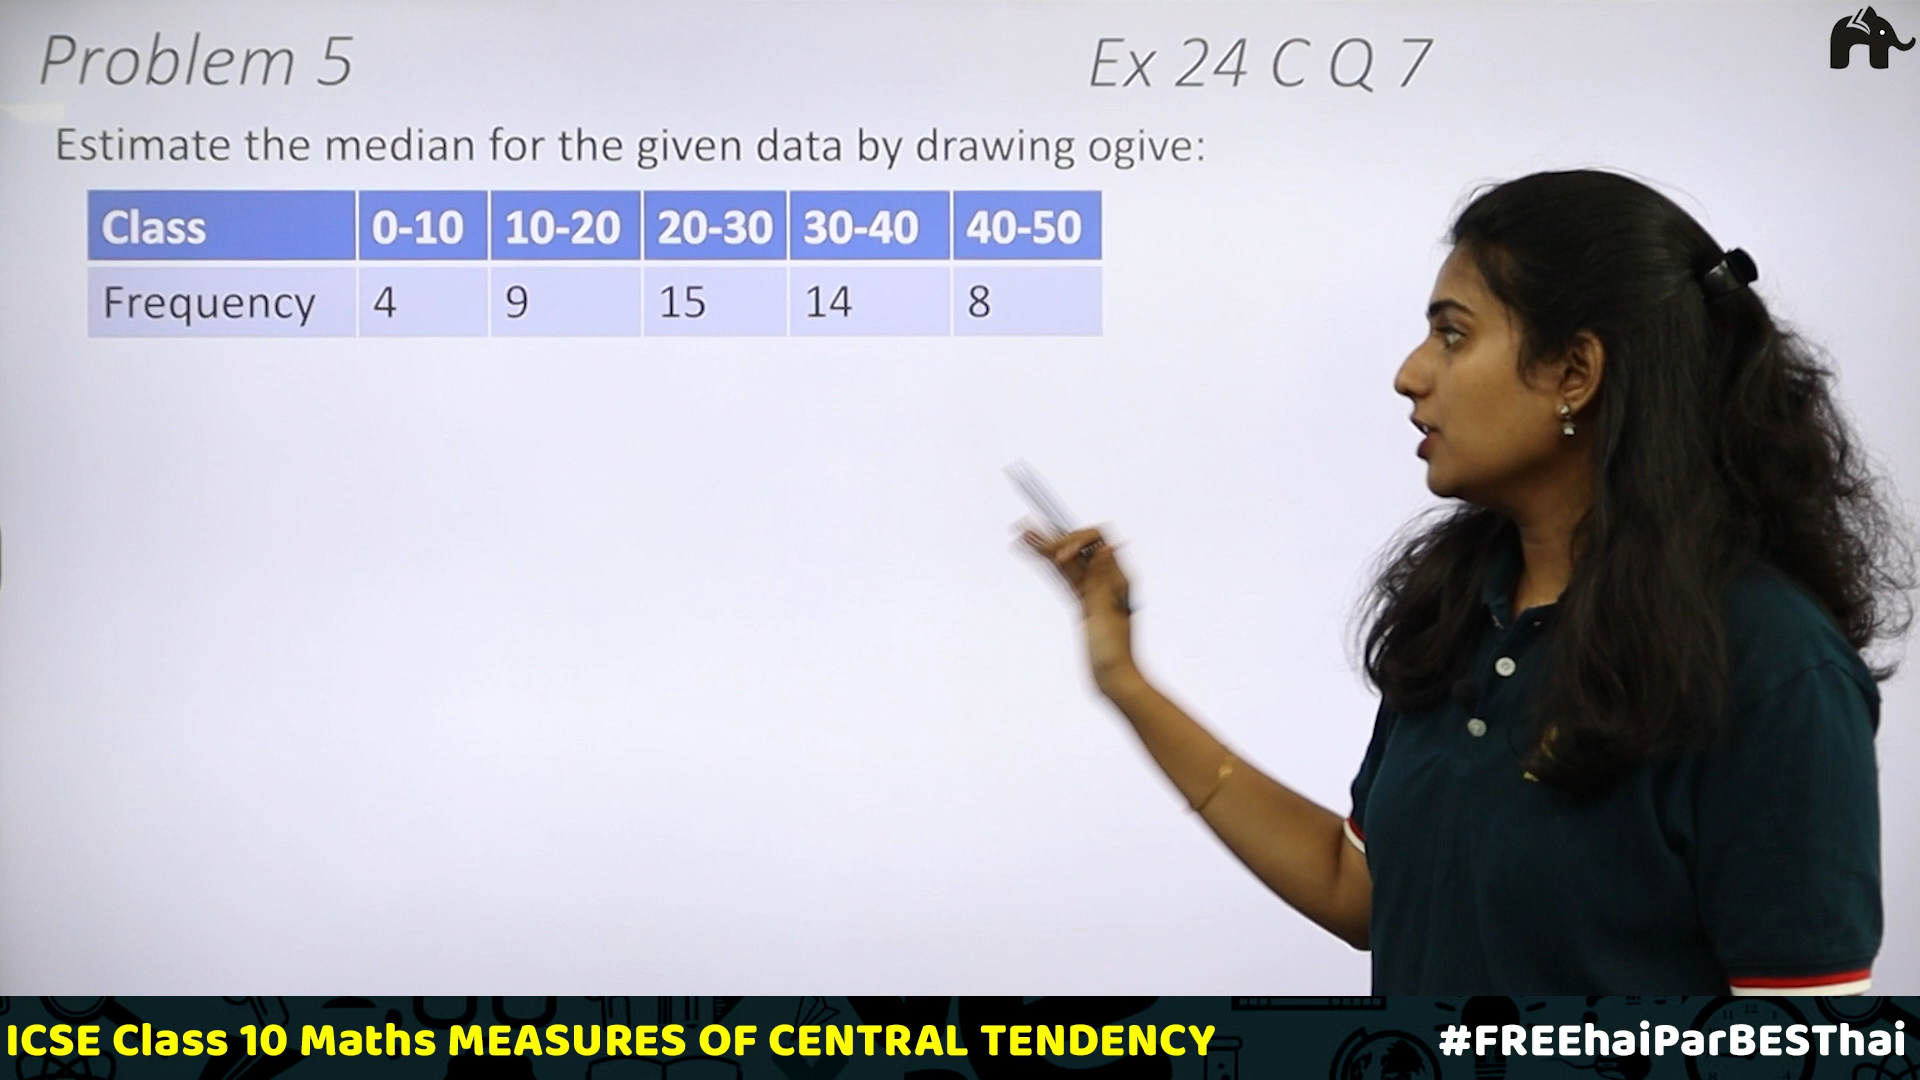 Problem 5
Ex 24 C Q 7
Estimate the median for the given data by drawing ogive:
Class 0-10 10-20 20-30 30-40 40-50
Frequency 4 9 15 14 8
ICSE Class 10 Maths MEASURES OF CENTRAL TENDENCY
#FREEhaiParBESThai